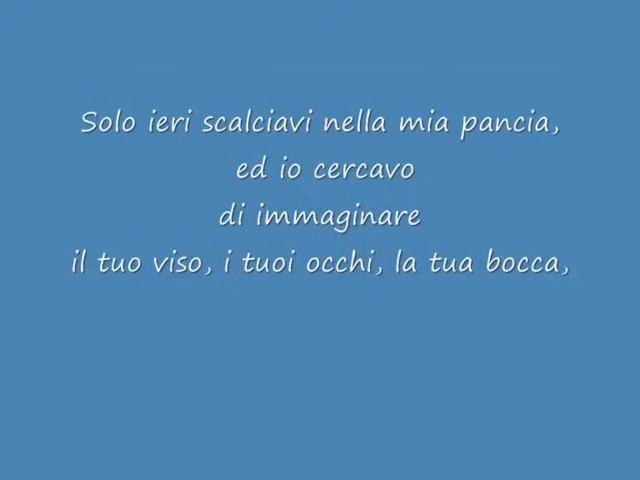 Solo ieri scalciavi nella mia pancia,
ed io cercavo
di immaginare
il tuo viso, i tuoi occhi, la tua bocca,